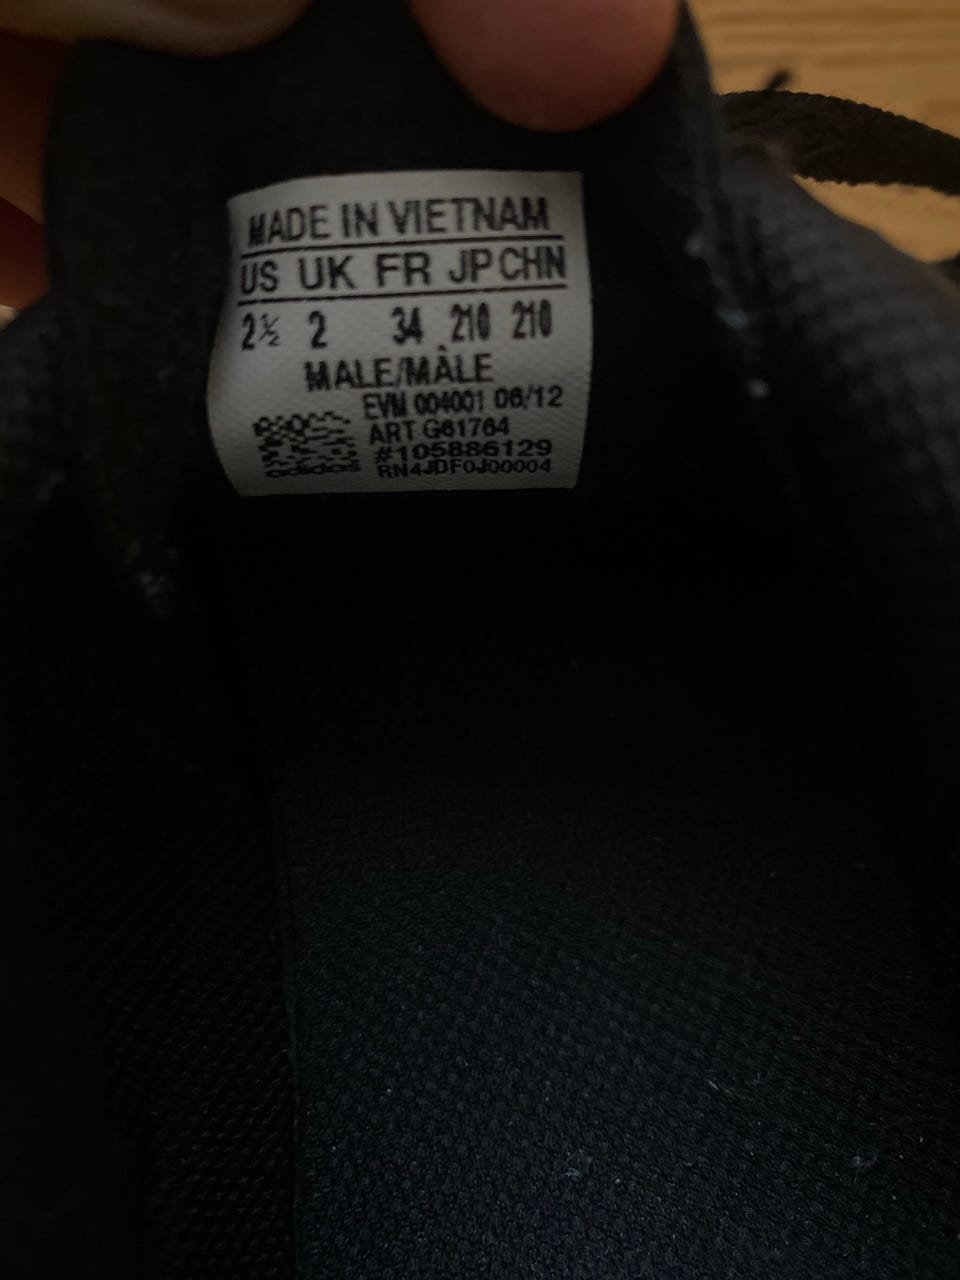 MADE IN VIETNAM
US UK FR JP CHN
2½ 2 34 210 210
MALE/MÂLE
EVM 004001 06/12
ART G61764
#105886129
RN4JDF0J00004
adidas